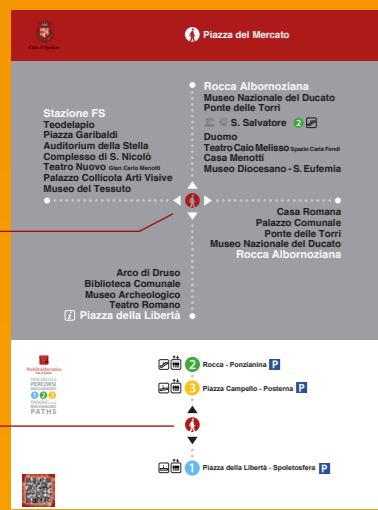 Piazza del Mercato
Città di Spoleto
Rocca Albornoziana
Museo Nazionale del Ducato
Ponte delle Torri
S. Salvatore 2
Duomo
Teatro Caio Melisso Spazio Carla Fendi
Casa Menotti
Museo Diocesano - S. Eufemia
Stazione FS
Teodelapio
Piazza Garibaldi
Auditorium della Stella
Complesso di S. Nicolò
Teatro Nuovo Gian Carlo Menotti
Palazzo Collicola Arti Visive
Museo del Tessuto
Casa Romana
Palazzo Comunale
Ponte delle Torri
Museo Nazionale del Ducato
Rocca Albornoziana
Arco di Druso
Biblioteca Comunale
Museo Archeologico
Teatro Romano
i Piazza della Libertà
MobilitàAlternativa
PARCHEGGI &
PERCORSI
MECCANIZZATI
1 2 3
PARKING and
MECHANIZED
PATHS
2 Rocca - Ponzianina P
3 Piazza Campello - Posterna P
1 Piazza della Libertà - Spoletosfera P